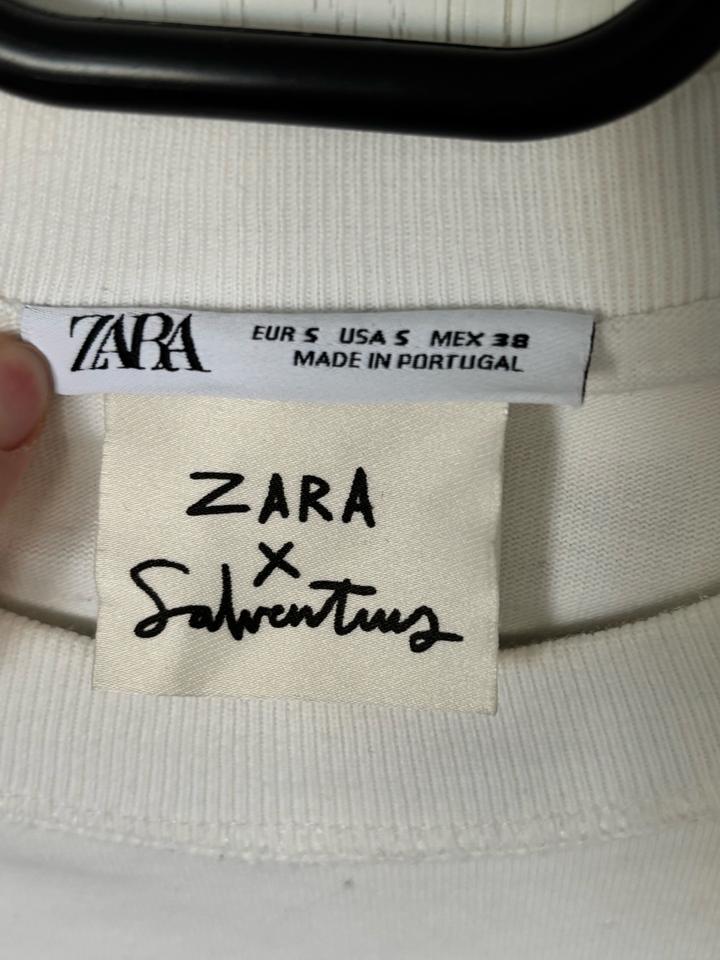 ZARA EUR S USA S MEX 38
MADE IN PORTUGAL
ZARA
X
Salventius